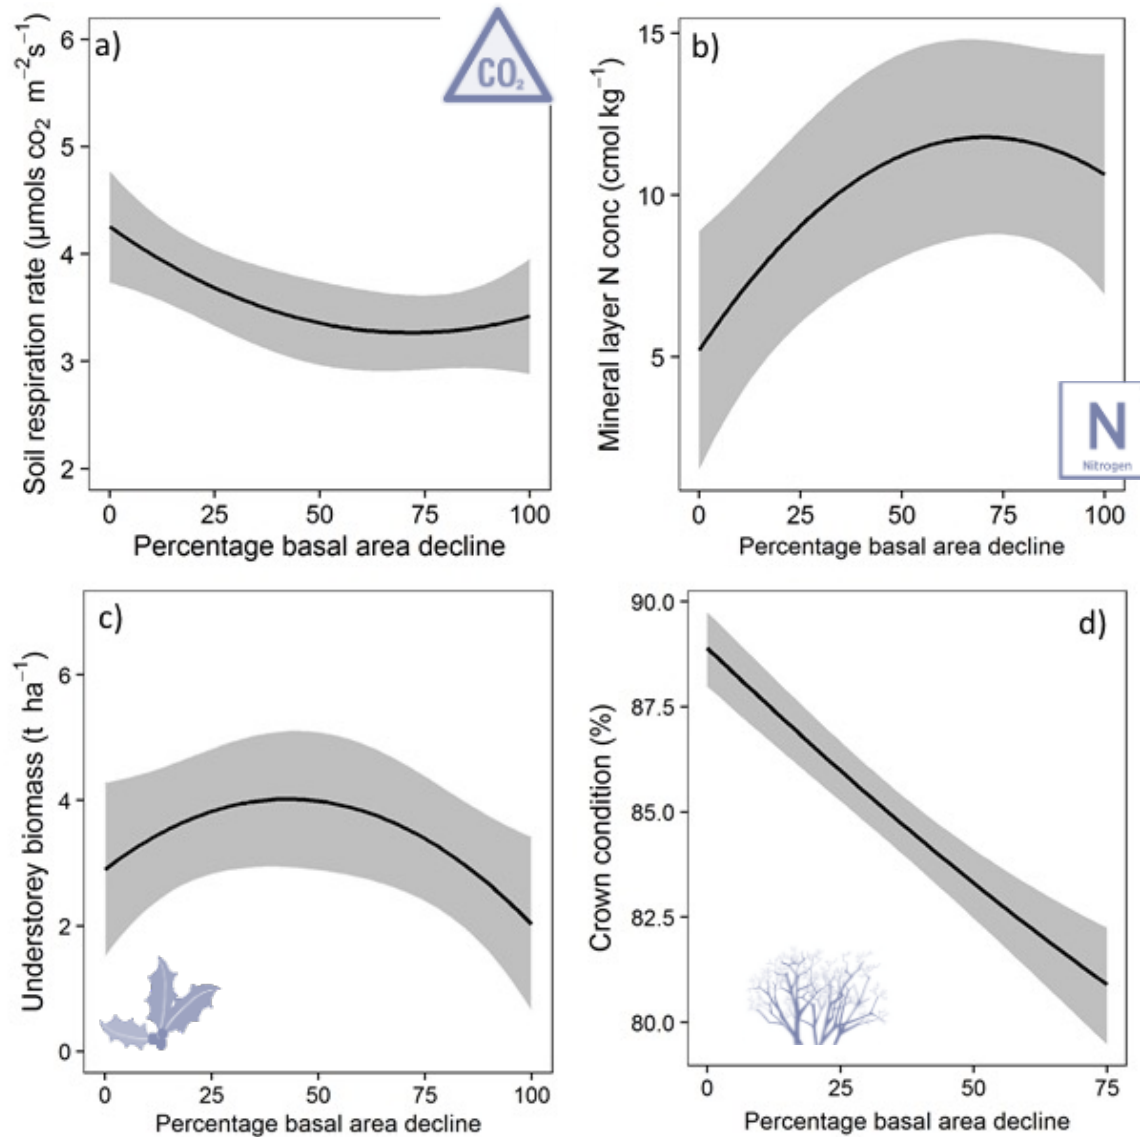 a)
CO₂
Soil respiration rate (µmols co₂ m⁻²s⁻¹)
6
5
4
3
2
0 25 50 75 100
Percentage basal area decline
b)
Mineral layer N conc (cmol kg⁻¹)
15
10
5
N
Nitrogen
0 25 50 75 100
Percentage basal area decline
c)
Understorey biomass (t ha⁻¹)
6
4
2
0
0 25 50 75 100
Percentage basal area decline
d)
Crown condition (%)
90.0
87.5
85.0
82.5
80.0
0 25 50 75
Percentage basal area decline